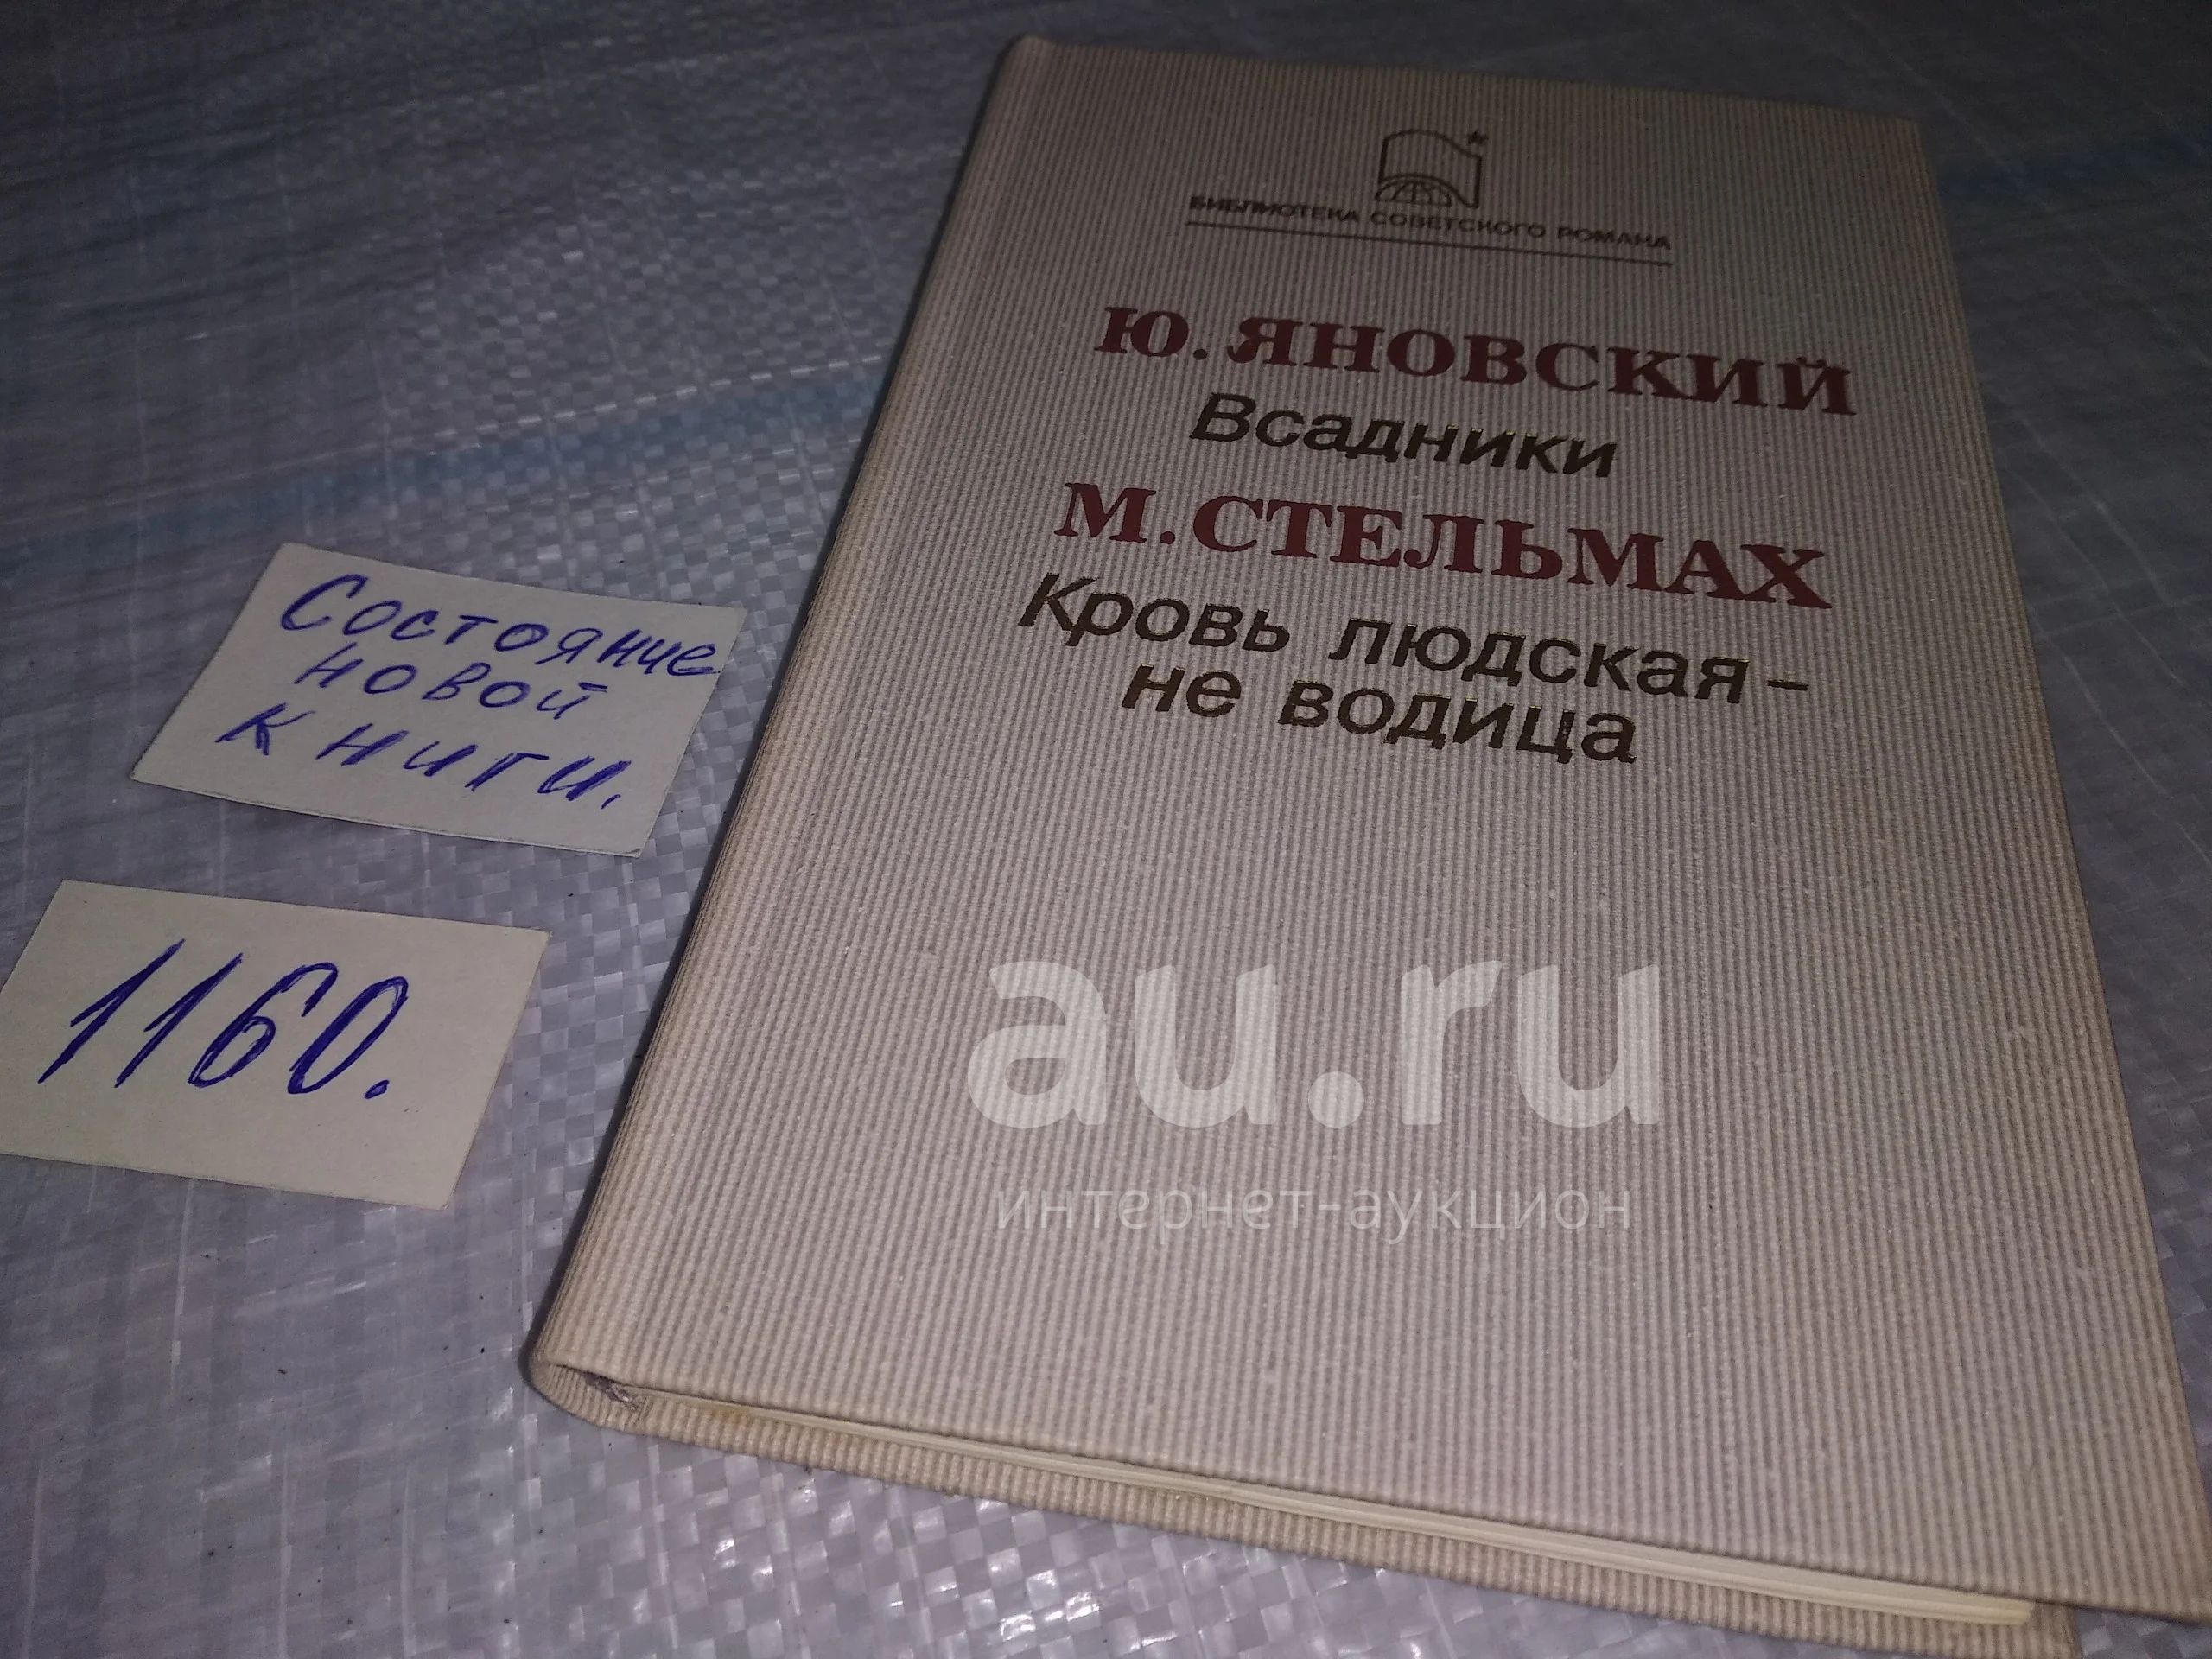 БИБЛИОТЕКА СОВЕТСКОГО РОМАНА
Ю. ЯНОВСКИЙ
Всадники
М. СТЕЛЬМАХ
Кровь людская –
не водица
Состояние
новой
книги.
1160.
au.ru
интернет-аукцион